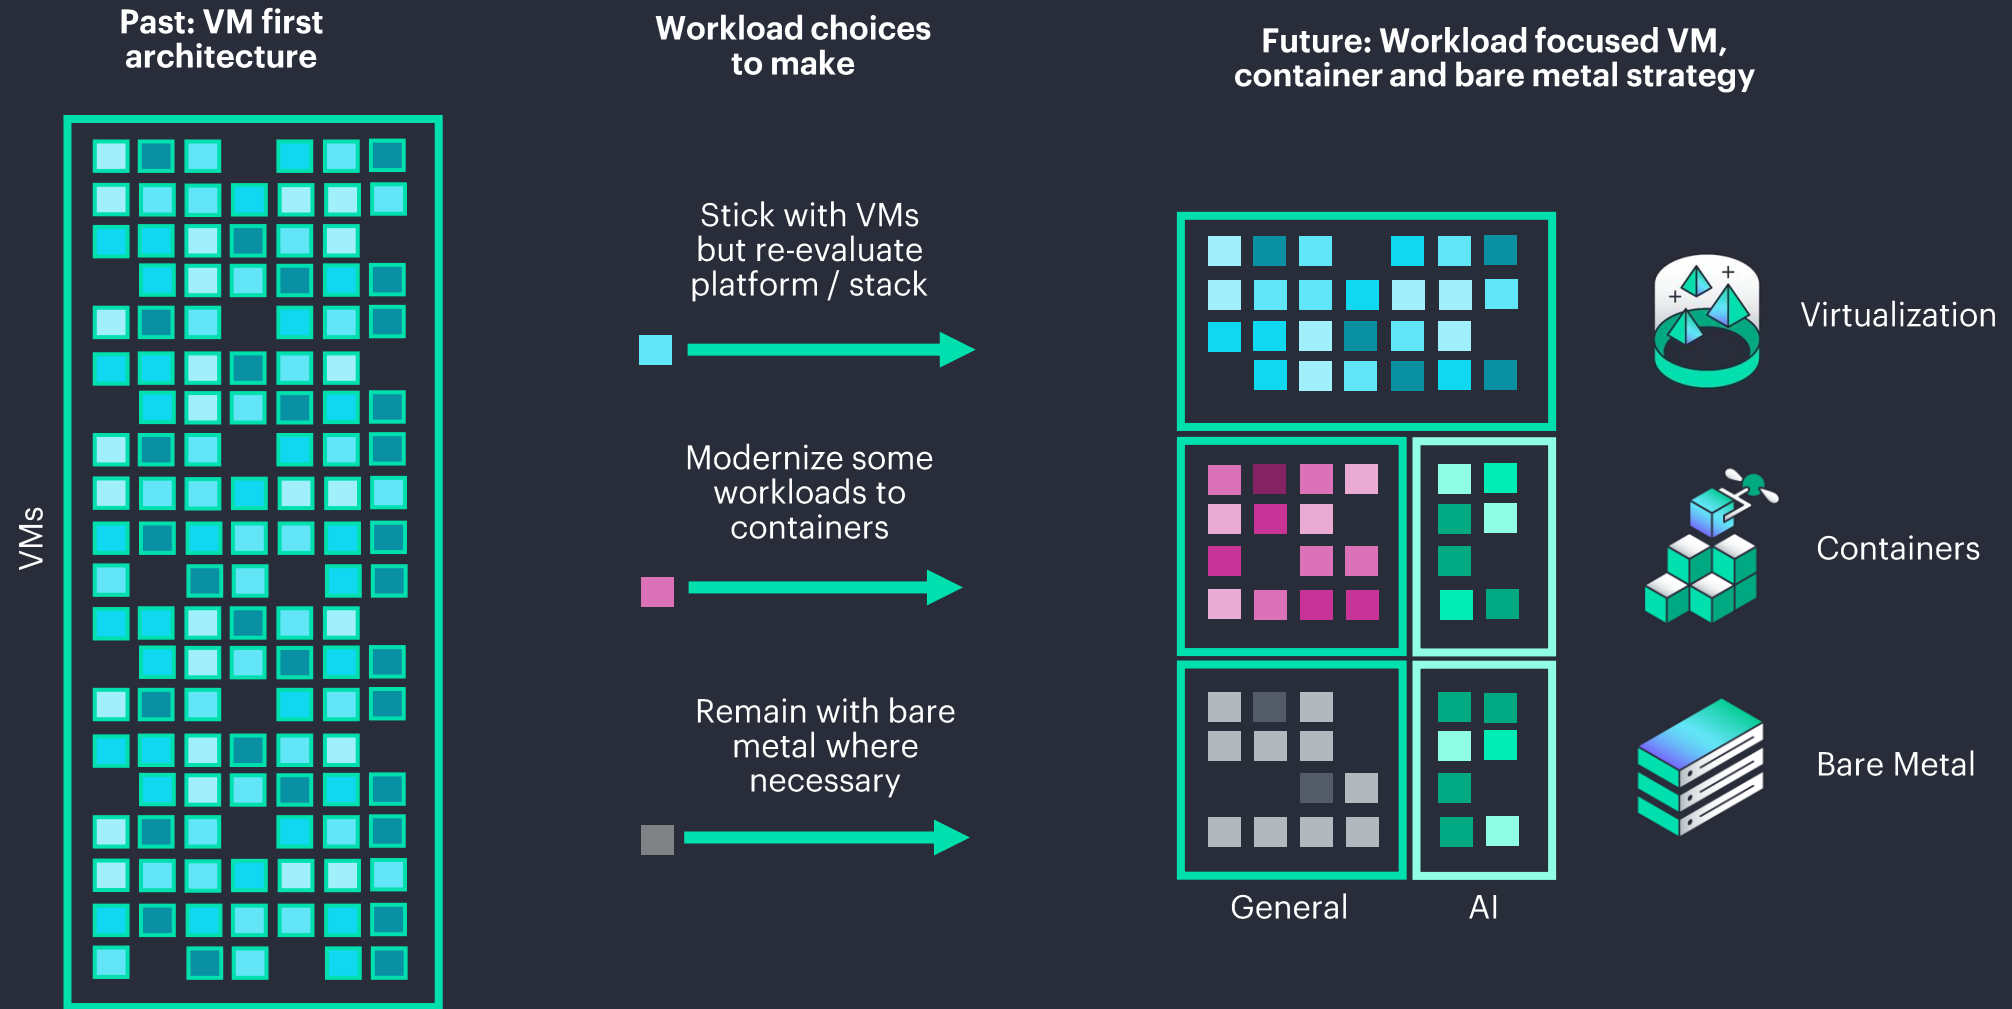 Past: VM first
architecture
Workload choices
to make
Future: Workload focused VM,
container and bare metal strategy
VMs
Stick with VMs
but re-evaluate
platform / stack
Modernize some
workloads to
containers
Remain with bare
metal where
necessary
Virtualization
Containers
Bare Metal
General
AI